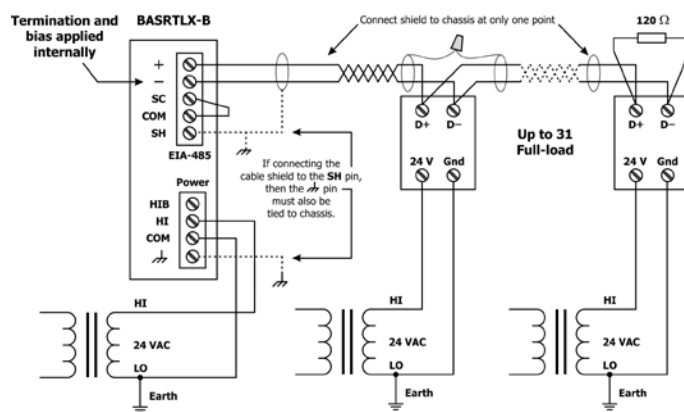 Termination and
bias applied
internally
BASRTLX-B
Connect shield to chassis at only one point
120 Ω
+
−
SC
COM
SH
EIA-485
D+ D−
24 V Gnd
Up to 31
Full-load
D+ D−
24 V Gnd
If connecting the
cable shield to the SH pin,
then the pin
must also be
tied to chassis.
Power
HIB
HI
COM
HI
24 VAC
LO
Earth
HI
24 VAC
LO
Earth
HI
24 VAC
LO
Earth